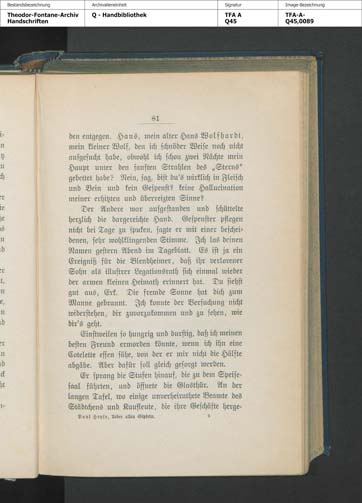 Bestandsbezeichnung
Theodor-Fontane-Archiv
Handschriften
Archivalieneinheit
Q - Handbibliothek
Signatur
TFA A
Q45
Image-Bezeichnung
TFA-A-
Q45,0089
81
den entgegen. Hans, mein alter Hans Wolfhardt,
mein kleiner Wolf, den ich schnöder Weise noch nicht
aufgesucht habe, obwohl ich schon zwei Nächte mein
Haupt unter den sanften Strahlen des „Sterns“
gebettet habe? Nein, sag, bist du's wirklich in Fleisch
und Bein und kein Gespenst? keine Hallucination
meiner erhitzten und überreizten Sinne?
Der Andere war aufgestanden und schüttelte
herzlich die dargereichte Hand. Gespenster pflegen
nicht bei Tage zu spuken, sagte er mit einer beschei-
denen, sehr wohlklingenden Stimme. Ich las deinen
Namen gestern Abend im Tageblatt. Es ist ja ein
Ereigniß für die Blendheimer, daß ihr verlorener
Sohn als illustrer Legationsrath sich einmal wieder
der armen kleinen Heimath erinnert hat. Du siehst
gut aus, Erk. Die fremde Sonne hat dich zum
Manne gebrannt. Ich konnte der Versuchung nicht
widerstehen, dir zuvorzukommen und zu sehen, wie
dir's geht.
Einstweilen so hungrig und durstig, daß ich meinen
besten Freund ermorden könnte, wenn ich ihn eine
Cotelette essen sähe, von der er mir nicht die Hälfte
abgäbe. Aber dafür soll gleich gesorgt werden.
Er sprang die Stufen hinauf, die zu dem Speise-
saal führten, und öffnete die Glasthür. An der
langen Tafel, wo einige unverheirathete Beamte des
Städtchens und Kaufleute, die ihre Geschäfte herge-
Paul Heyse, Ueber allen Gipfeln.
6